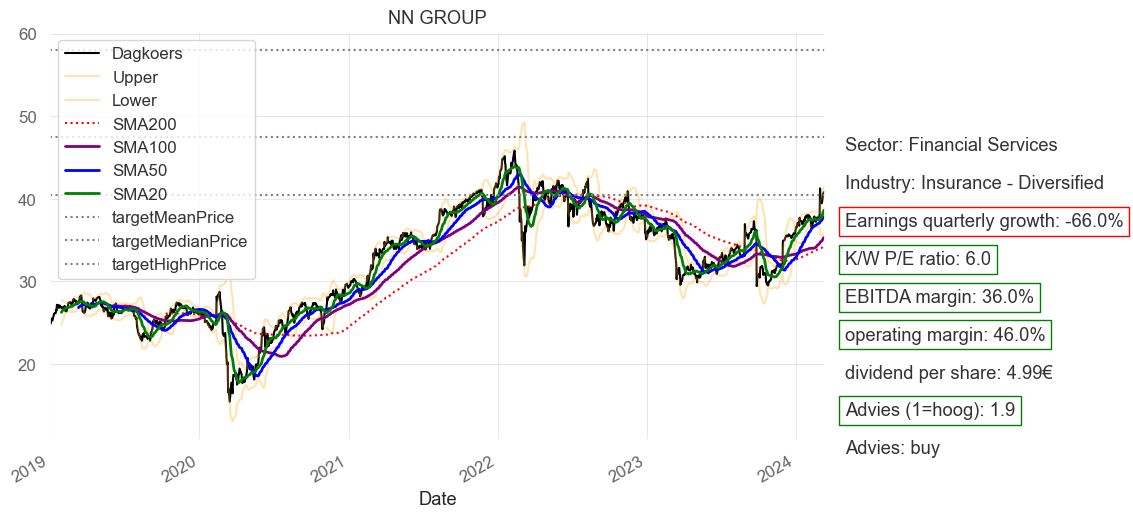 NN GROUP
60
50
40
30
20
Dagkoers
Upper
Lower
SMA200
SMA100
SMA50
SMA20
targetMeanPrice
targetMedianPrice
targetHighPrice
2019
2020
2021
2022
2023
2024
Date
Sector: Financial Services
Industry: Insurance - Diversified
Earnings quarterly growth: -66.0%
K/W P/E ratio: 6.0
EBITDA margin: 36.0%
operating margin: 46.0%
dividend per share: 4.99€
Advies (1=hoog): 1.9
Advies: buy